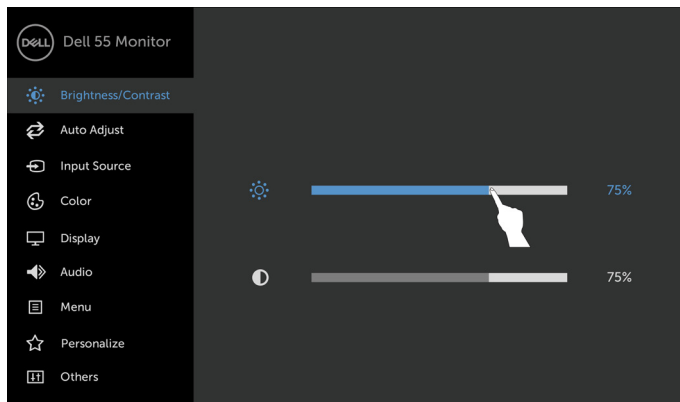 DELL Dell 55 Monitor
Brightness/Contrast
Auto Adjust
Input Source
75%
Color
Display
Audio
75%
Menu
Personalize
Others